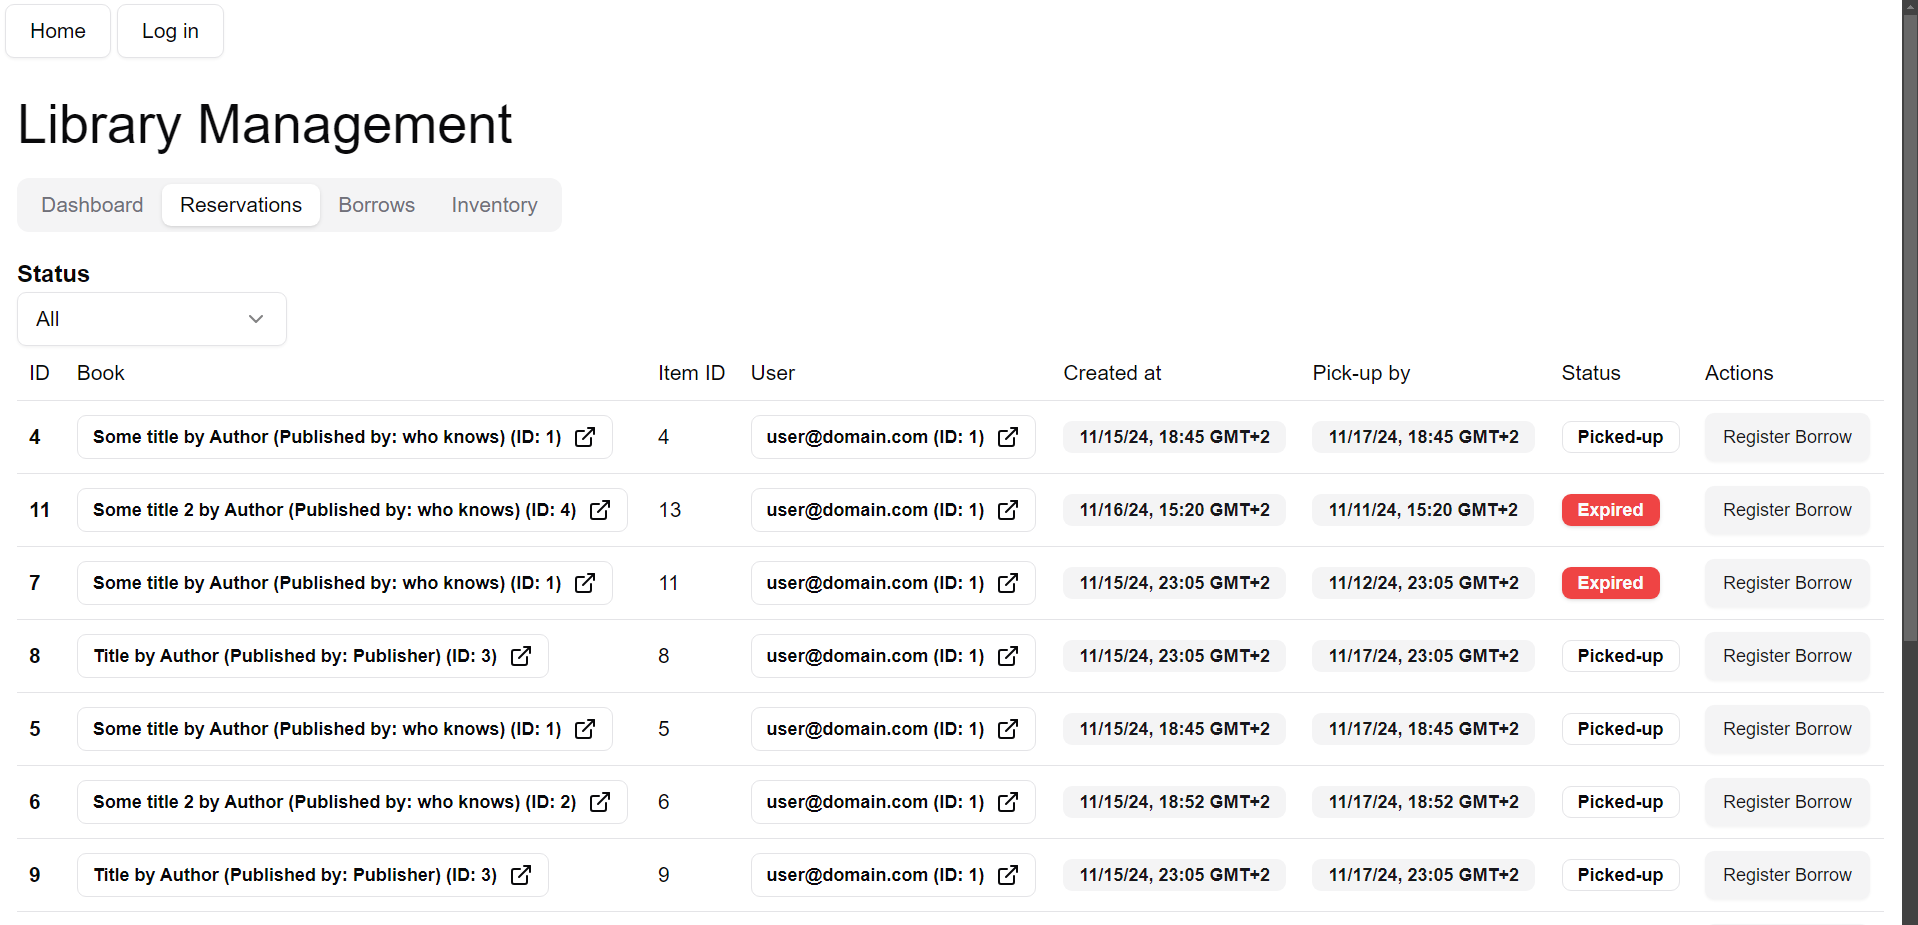 Home Log in
Library Management
Dashboard Reservations Borrows Inventory
Status
All
ID Book Item ID User Created at Pick-up by Status Actions
4 Some title by Author (Published by: who knows) (ID: 1) 4 user@domain.com (ID: 1) 11/15/24, 18:45 GMT+2 11/17/24, 18:45 GMT+2 Picked-up Register Borrow
11 Some title 2 by Author (Published by: who knows) (ID: 4) 13 user@domain.com (ID: 1) 11/16/24, 15:20 GMT+2 11/11/24, 15:20 GMT+2 Expired Register Borrow
7 Some title by Author (Published by: who knows) (ID: 1) 11 user@domain.com (ID: 1) 11/15/24, 23:05 GMT+2 11/12/24, 23:05 GMT+2 Expired Register Borrow
8 Title by Author (Published by: Publisher) (ID: 3) 8 user@domain.com (ID: 1) 11/15/24, 23:05 GMT+2 11/17/24, 23:05 GMT+2 Picked-up Register Borrow
5 Some title by Author (Published by: who knows) (ID: 1) 5 user@domain.com (ID: 1) 11/15/24, 18:45 GMT+2 11/17/24, 18:45 GMT+2 Picked-up Register Borrow
6 Some title 2 by Author (Published by: who knows) (ID: 2) 6 user@domain.com (ID: 1) 11/15/24, 18:52 GMT+2 11/17/24, 18:52 GMT+2 Picked-up Register Borrow
9 Title by Author (Published by: Publisher) (ID: 3) 9 user@domain.com (ID: 1) 11/15/24, 23:05 GMT+2 11/17/24, 23:05 GMT+2 Picked-up Register Borrow